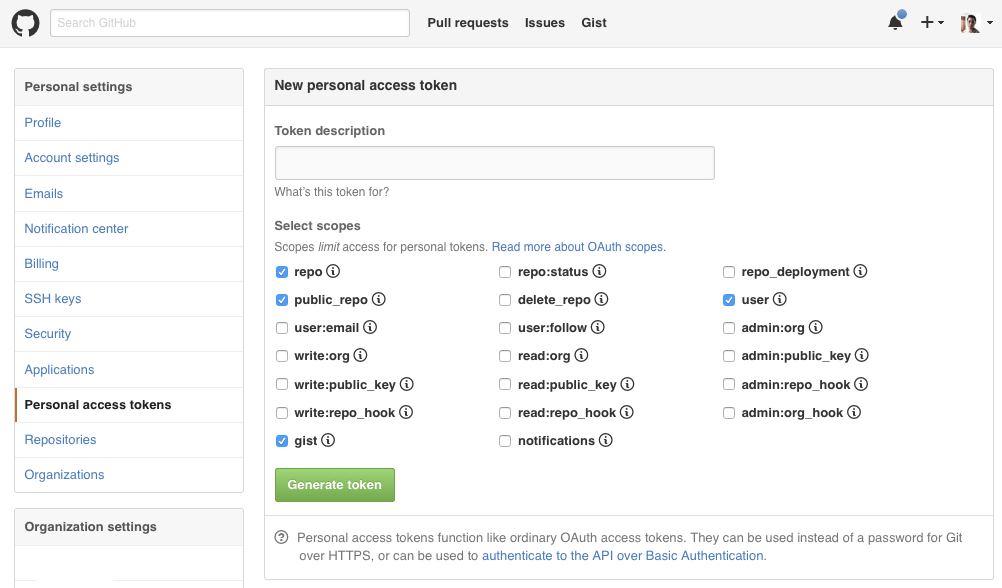 Search GitHub
Pull requests Issues Gist
Personal settings
Profile
Account settings
Emails
Notification center
Billing
SSH keys
Security
Applications
Personal access tokens
Repositories
Organizations
Organization settings
New personal access token
Token description
What's this token for?
Select scopes
Scopes limit access for personal tokens. Read more about OAuth scopes.
repo repo:status repo_deployment
public_repo delete_repo user
user:email user:follow admin:org
write:org read:org admin:public_key
write:public_key read:public_key admin:repo_hook
write:repo_hook read:repo_hook admin:org_hook
gist notifications
Generate token
Personal access tokens function like ordinary OAuth access tokens. They can be used instead of a password for Git
over HTTPS, or can be used to authenticate to the API over Basic Authentication.